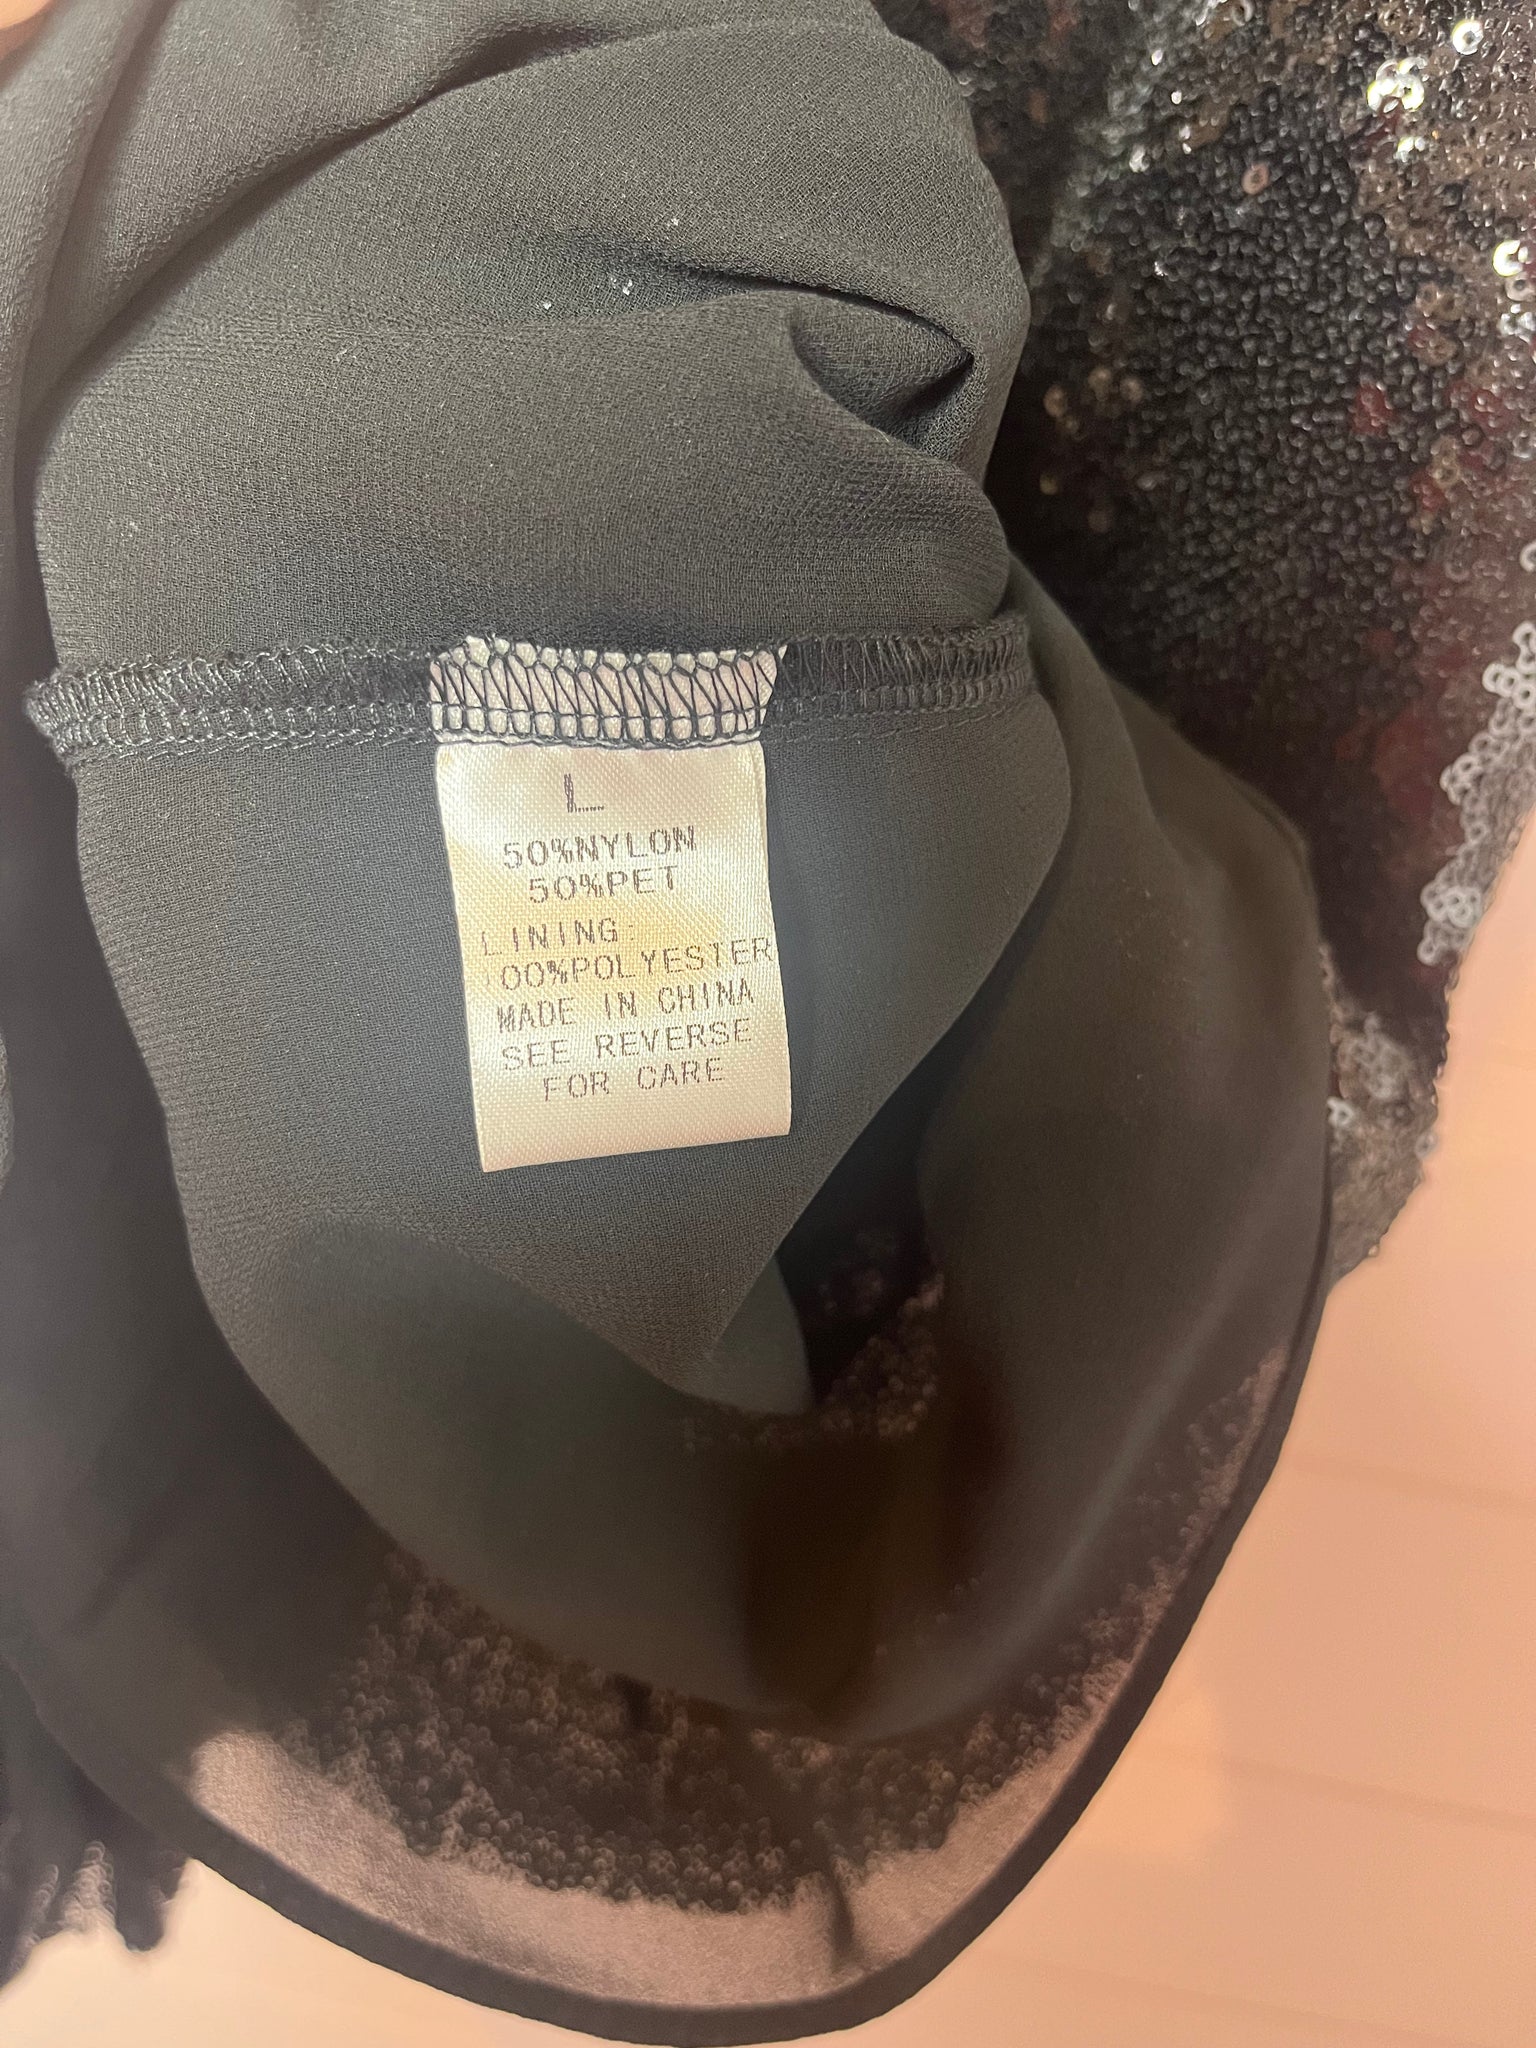 L
50%NYLON
50%PET
LINING:
100%POLYESTER
MADE IN CHINA
SEE REVERSE
FOR CARE